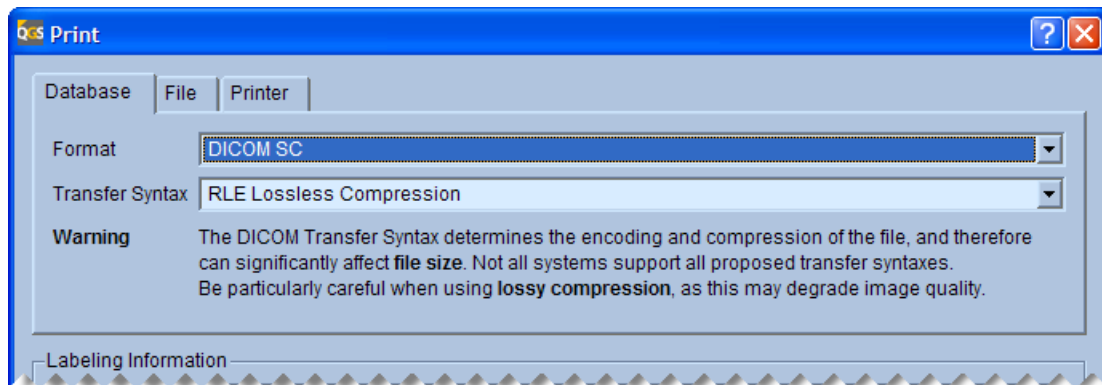 QGS Print
Database File Printer
Format DICOM SC
Transfer Syntax RLE Lossless Compression
Warning The DICOM Transfer Syntax determines the encoding and compression of the file, and therefore
can significantly affect file size. Not all systems support all proposed transfer syntaxes.
Be particularly careful when using lossy compression, as this may degrade image quality.
Labeling Information